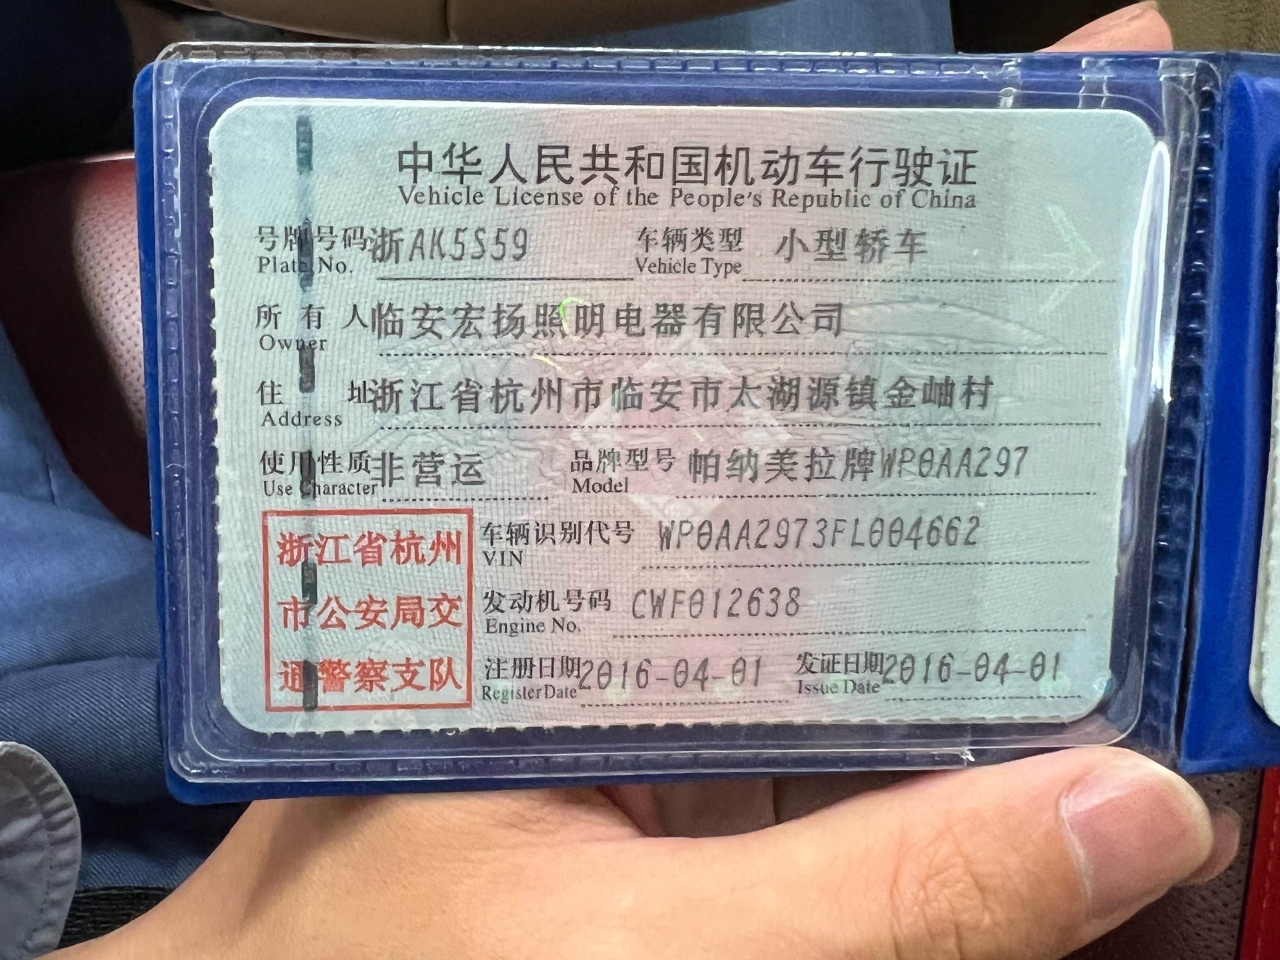 中华人民共和国机动车行驶证
Vehicle License of the People's Republic of China
号牌号码 浙AK5S59 车辆类型 小型轿车
Plate No. Vehicle Type
所有人 临安宏扬照明电器有限公司
Owner
住址 浙江省杭州市临安市太湖源镇金岫村
Address
使用性质 非营运 品牌型号 帕纳美拉牌WP0AA297
Use Character Model
浙江省杭州
市公安局交
通警察支队
车辆识别代号 WP0AA2973FL004662
VIN
发动机号码 CWF012638
Engine No.
注册日期 2016-04-01 发证日期 2016-04-01
Register Date Issue Date